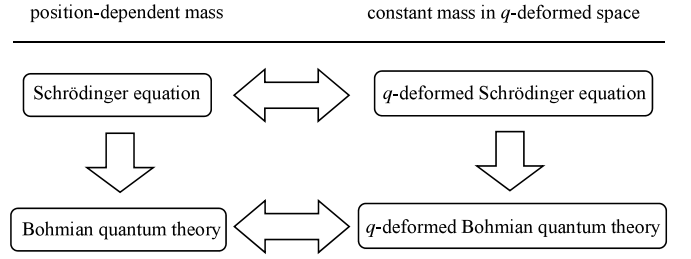 position-dependent mass
constant mass in q-deformed space
Schrödinger equation
q-deformed Schrödinger equation
Bohmian quantum theory
q-deformed Bohmian quantum theory